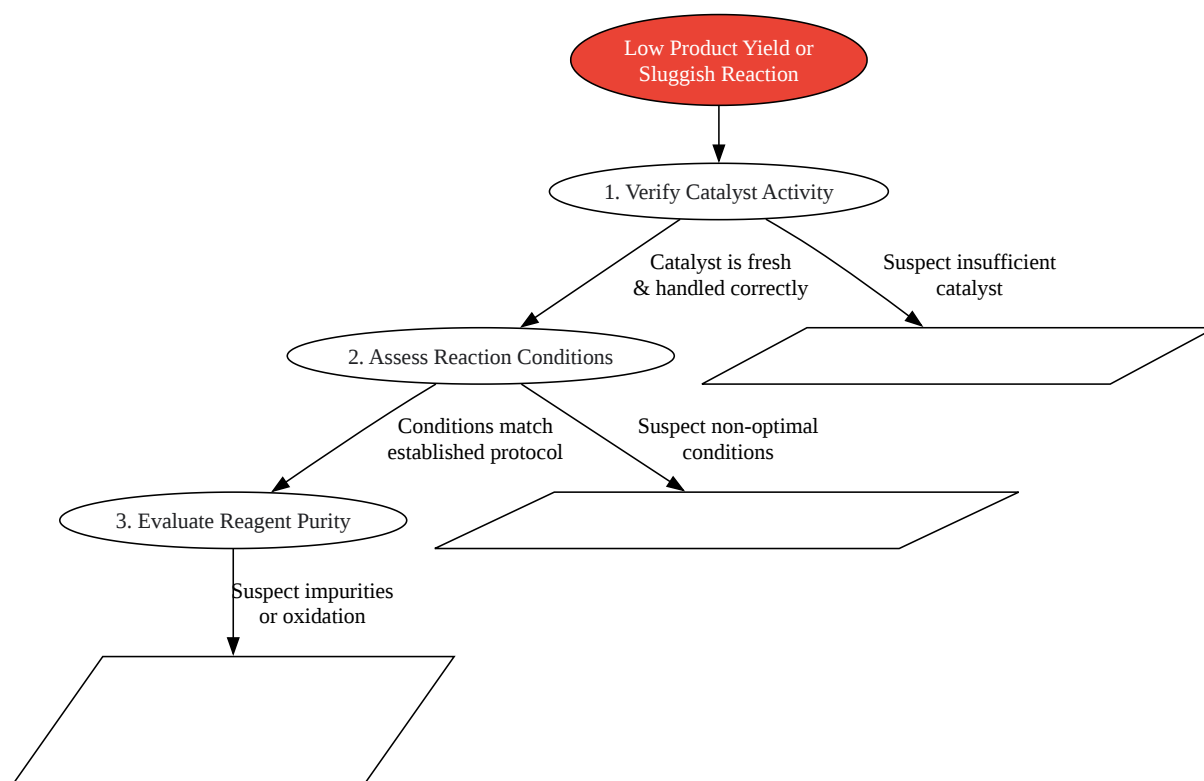 Low Product Yield or
Sluggish Reaction
1. Verify Catalyst Activity
Catalyst is fresh
& handled correctly
Suspect insufficient
catalyst
2. Assess Reaction Conditions
Conditions match
established protocol
Suspect non-optimal
conditions
3. Evaluate Reagent Purity
Suspect impurities
or oxidation